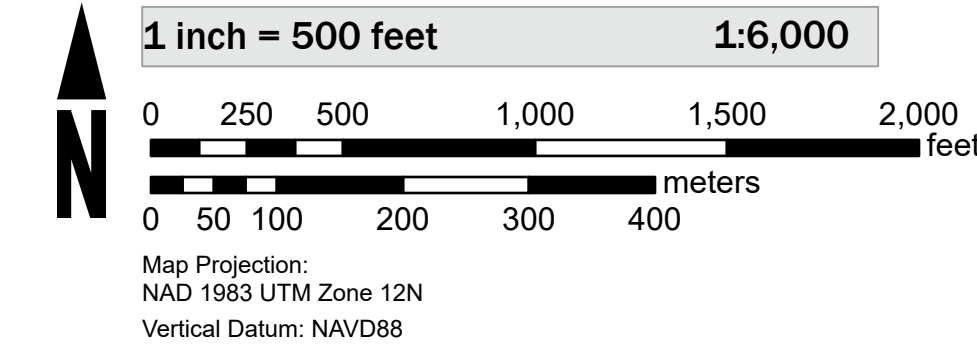 1 inch = 500 feet 1:6,000
0 250 500 1,000 1,500 2,000
feet
meters
0 50 100 200 300 400
N
Map Projection:
NAD 1983 UTM Zone 12N
Vertical Datum: NAVD88